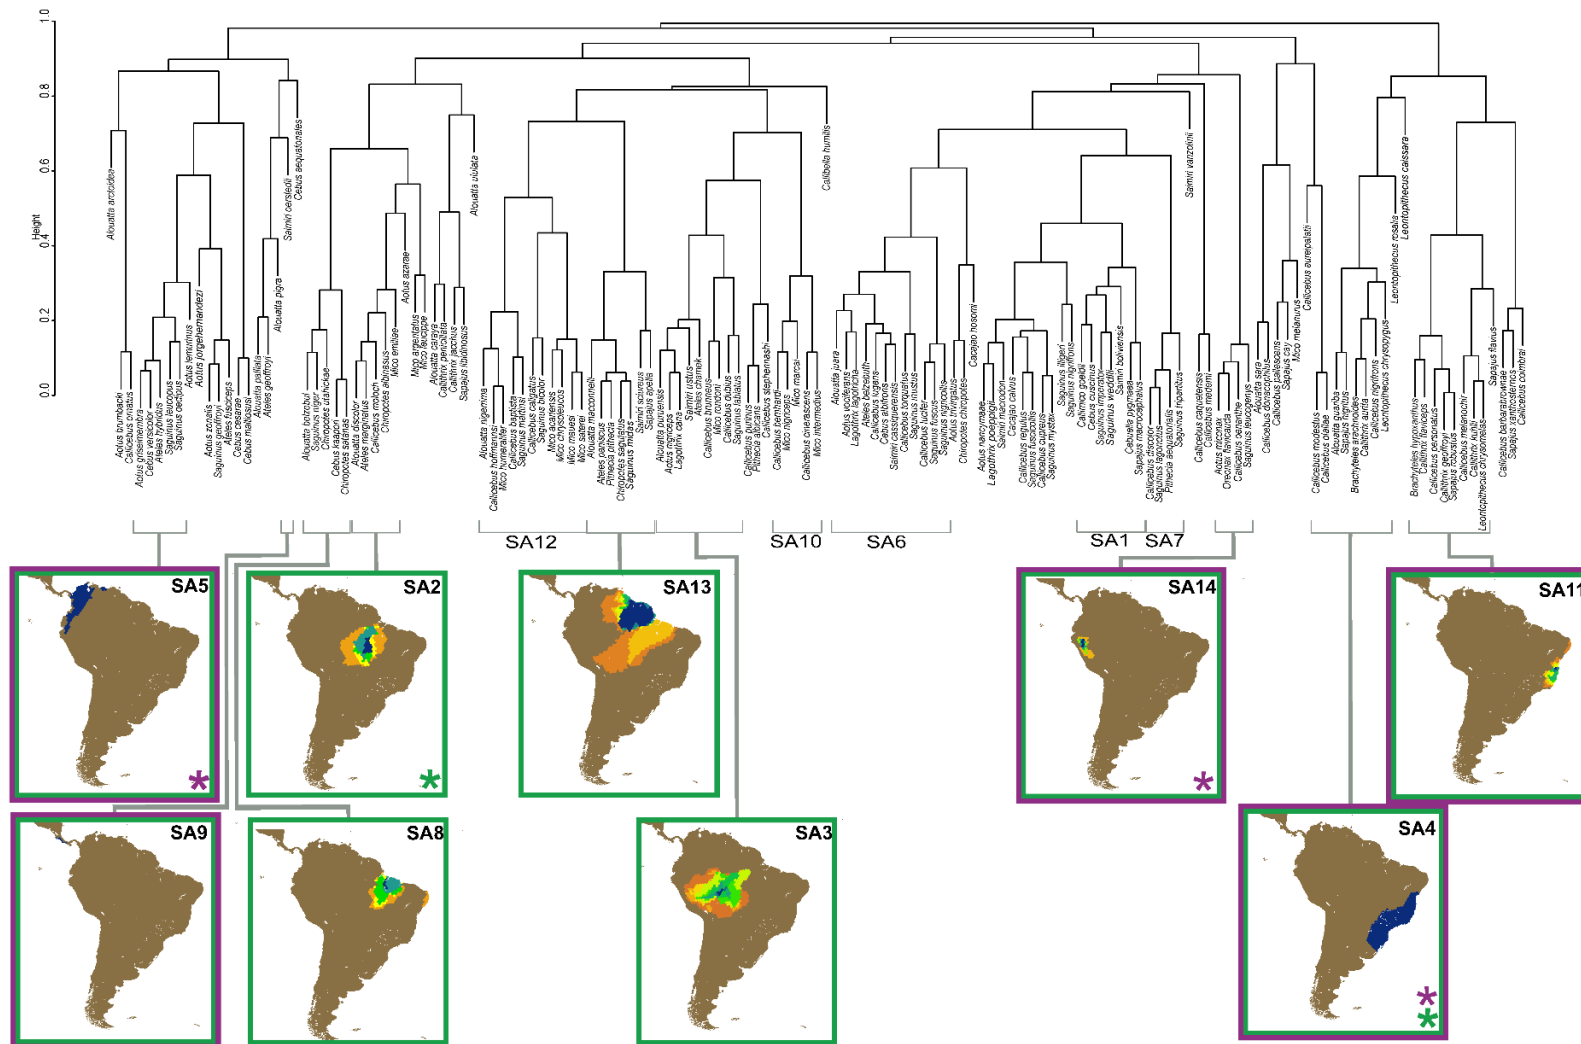 1.0
0.8
0.6
0.4
0.2
0.0
Height
Alouatta arctoidea
Aotus brumbacki
Callicebus ornatus
Aotus griseimembra
Cebus versicolor
Ateles hybridus
Saguinus leucopus
Saguinus oedipus
Aotus lemurinus
Aotus jorgehernandezi
Aotus zonalis
Saguinus geoffroyi
Ateles fusciceps
Cebus cesarae
Cebus malitiosus
Alouatta palliata
Ateles geoffroyi
Alouatta pigra
Saimiri oerstedii
Cebus aequatorialis
Saguinus niger
Chiropotes utahickae
Cebus kaapori
Chiropotes satanas
Alouatta discolor
Ateles marginatus
Callicebus moloch
Chiropotes albinasus
Mico emiliae
Aotus azarae
Mico argentatus
Mico leucippe
Alouatta caraya
Callithrix penicillata
Callithrix jacchus
Sapajus libidinosus
Alouatta ululata
Alouatta nigerrima
Callicebus hoffmannsi
Mico humeralifer
Callicebus baptista
Saguinus martinsi
Callicebus calligatus
Saguinus bicolor
Mico acariensis
Mico chrysoleucos
Mico mauesi
Mico saterei
Alouatta macconnelli
Ateles paniscus
Pithecia pithecia
Chiropotes sagulatus
Saguinus midas
Saimiri sciureus
Sapajus apella
Alouatta puruensis
Aotus nigriceps
Lagothrix cana
Saimiri ustus
Ateles chamek
Callicebus brunneus
Mico rondoni
Callicebus dubius
Saguinus labiatus
Callicebus purinus
Pithecia albicans
Callicebus stephennashi
Callicebus bernhardi
Mico nigriceps
Mico marcai
Callicebus cinerascens
Mico intermedius
Callibella humilis
Alouatta juara
Aotus vociferans
Lagothrix lagotricha
Ateles belzebuth
Callicebus lugens
Cebus albifrons
Saimiri cassiquiarensis
Callicebus torquatus
Saguinus inustus
Callicebus lucifer
Saguinus fuscus
Saguinus nigricollis
Aotus trivirgatus
Chiropotes chiropotes
Cacajao hosomi
Aotus nancymaae
Lagothrix poeppigii
Saimiri macrodon
Cacajao calvus
Callicebus discolor
Saguinus fuscicollis
Callicebus cupreus
Saguinus mystax
Saguinus illigeri
Saguinus nigrifrons
Callimico goeldii
Cebus cuscinus
Saguinus imperator
Saguinus weddilli
Saimiri boliviensis
Cebuella pygmaea
Sapajus macrocephalus
Saguinus lagonotus
Pithecia aequatorialis
Saguinus tripartitus
Saimiri vanzolinii
Callicebus caquetensis
Callicebus medemi
Aotus miconax
Oreonax flavicauda
Callicebus oenanthe
Saguinus leucogenys
Alouatta sara
Callicebus donacophilus
Callicebus pallescens
Sapajus cay
Mico melanurus
Callicebus aureipalatii
Callicebus modestus
Callicebus olallae
Alouatta guariba
Sapajus nigritus
Brachyteles arachnoides
Callithrix aurita
Callicebus nigrifrons
Leontopithecus chrysopygus
Leontopithecus rosalia
Leontopithecus caissara
Brachyteles hypoxanthus
Callithrix flaviceps
Callicebus personatus
Callithrix geoffroyi
Sapajus robustus
Callicebus melanochir
Callithrix kuhlii
Leontopithecus chrysomelas
Sapajus flavius
Callicebus barbarabrownae
Sapajus xanthosternos
Callicebus coimbrai
SA12
SA10
SA6
SA1
SA7
SA5
SA2
SA13
SA14
SA11
SA9
SA8
SA3
SA4